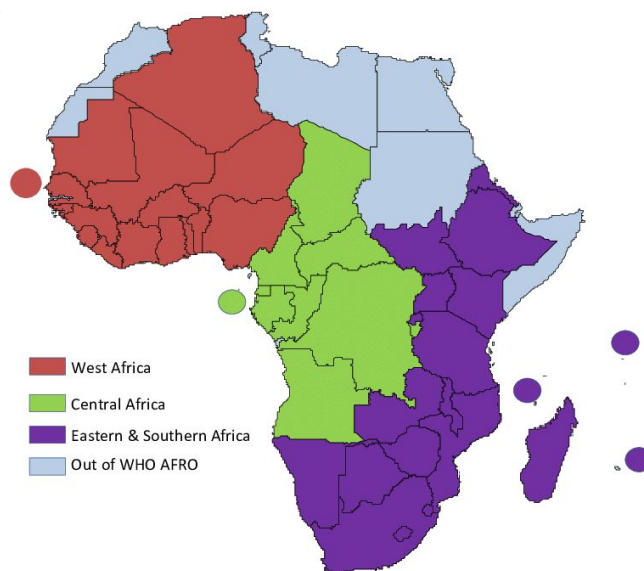 West Africa
Central Africa
Eastern & Southern Africa
Out of WHO AFRO